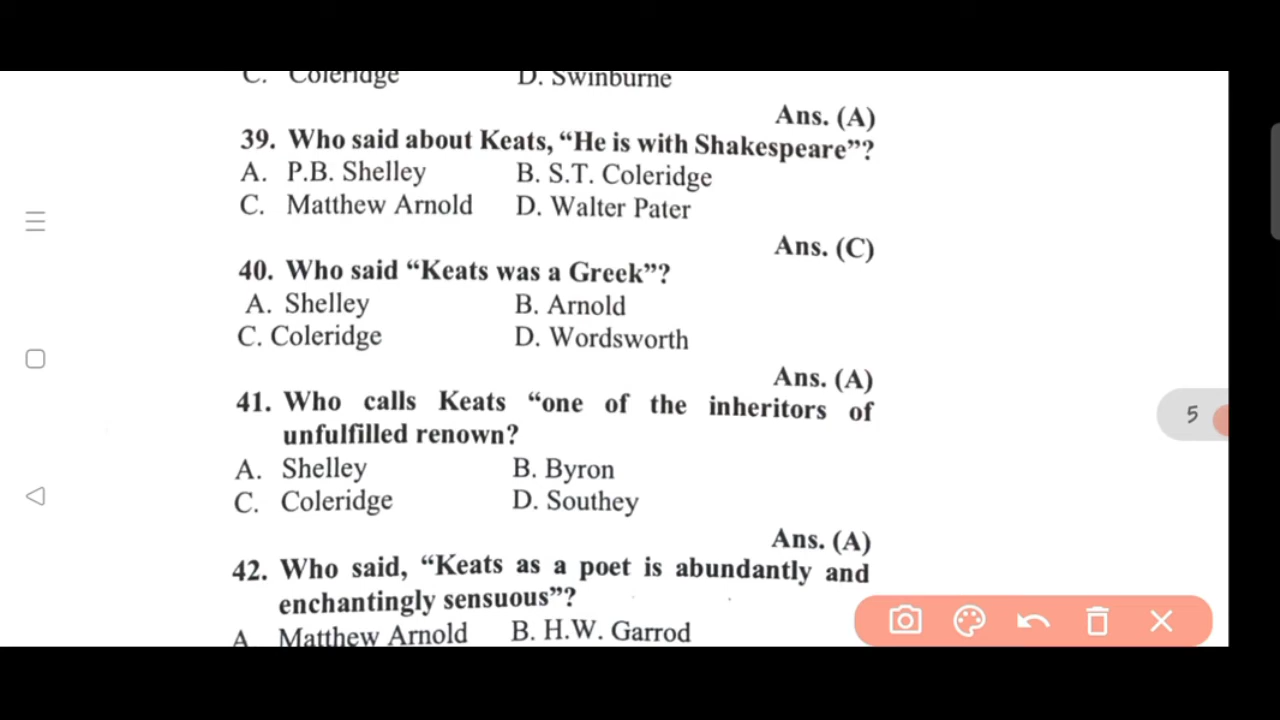 C. Coleridge D. Swinburne
Ans. (A)
39. Who said about Keats, “He is with Shakespeare”?
A. P.B. Shelley B. S.T. Coleridge
C. Matthew Arnold D. Walter Pater
Ans. (C)
40. Who said “Keats was a Greek”?
A. Shelley B. Arnold
C. Coleridge D. Wordsworth
Ans. (A)
41. Who calls Keats “one of the inheritors of
unfulfilled renown?
A. Shelley B. Byron
C. Coleridge D. Southey
Ans. (A)
42. Who said, “Keats as a poet is abundantly and
enchantingly sensuous”?
A Matthew Arnold B. H.W. Garrod
5